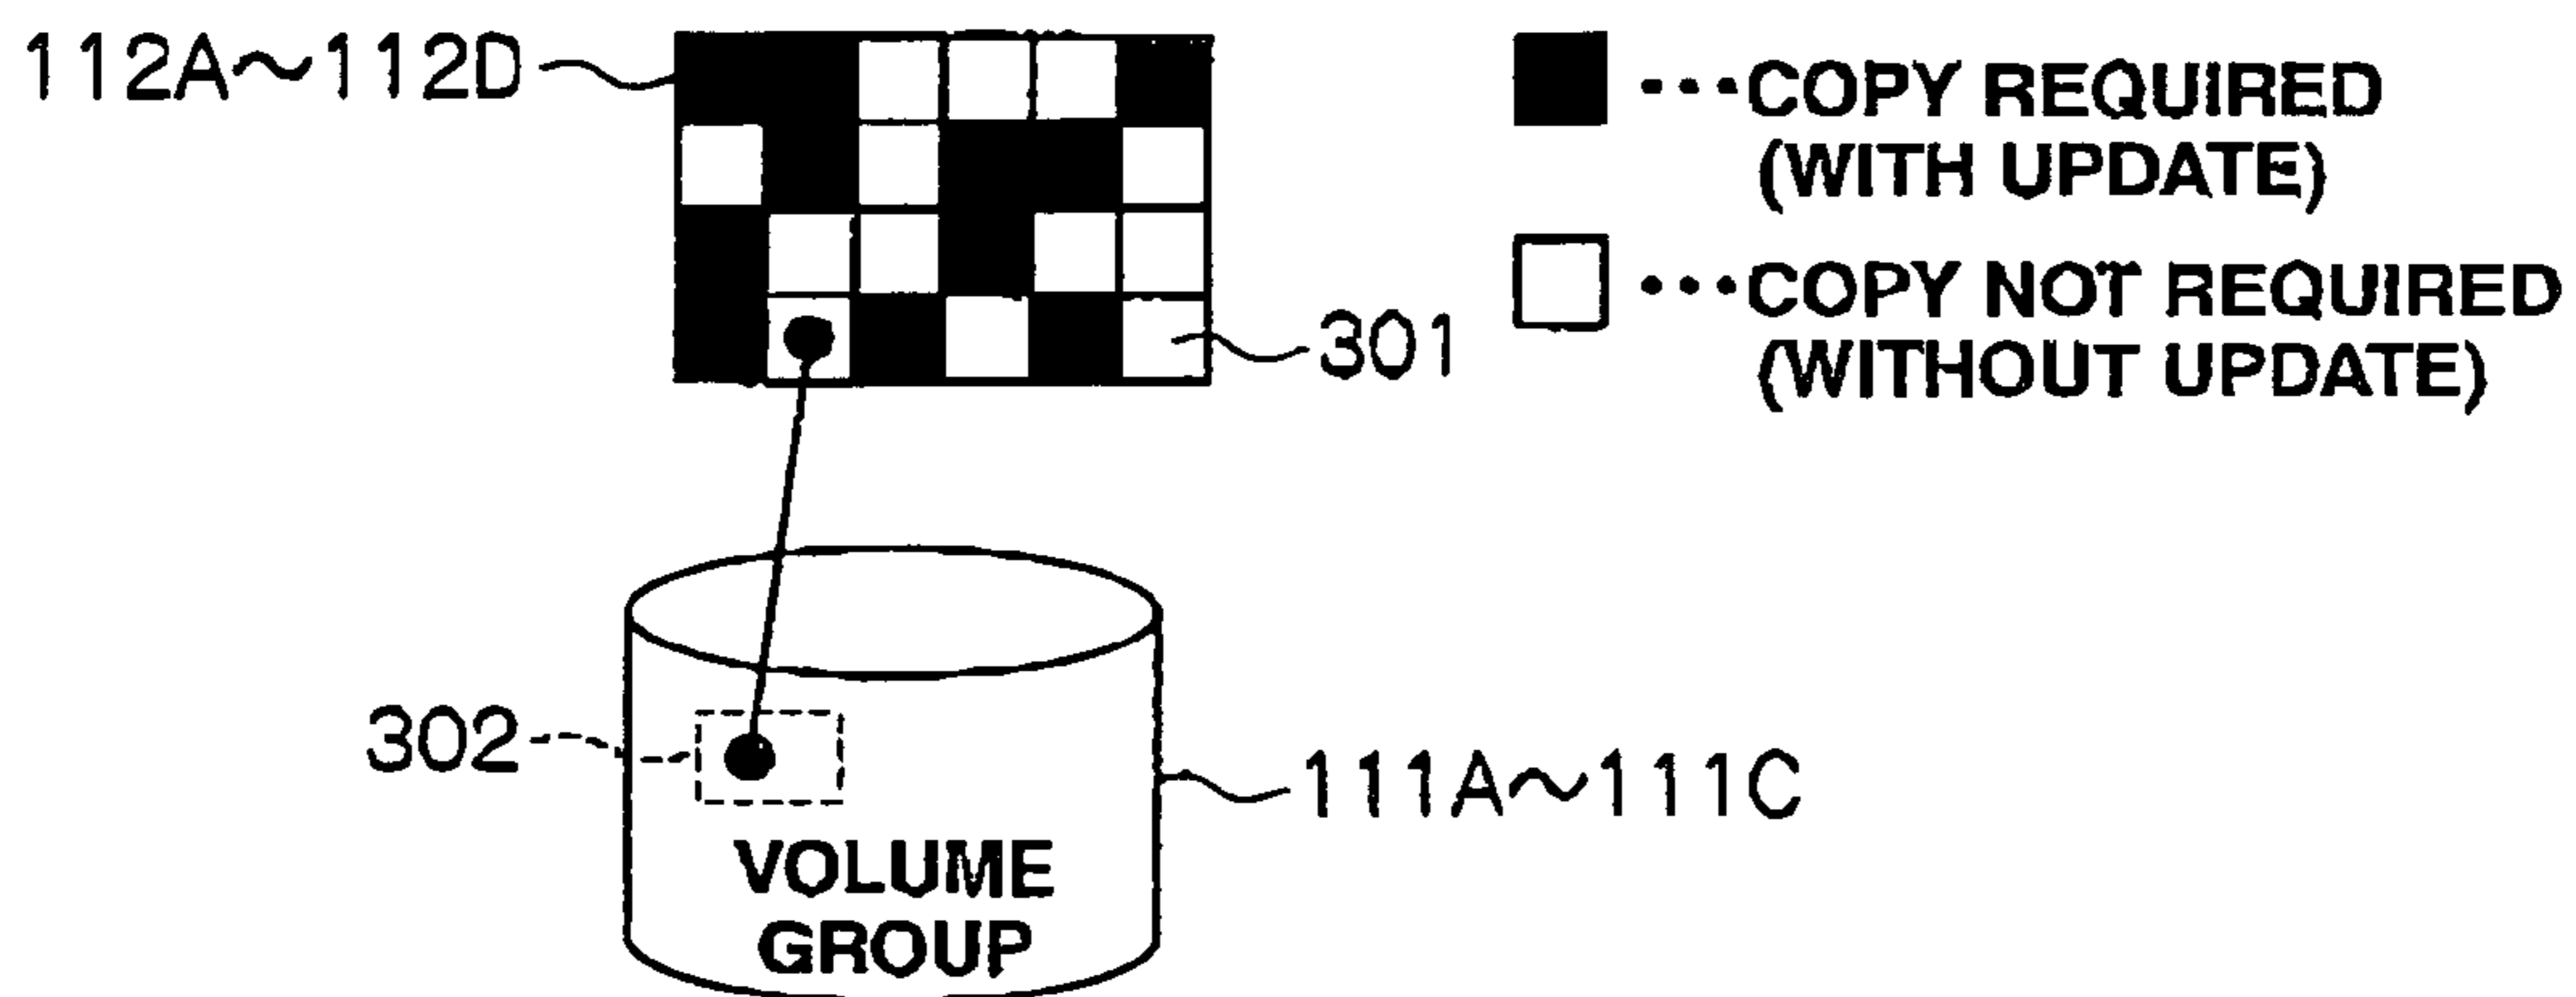 112A～112D
･･･COPY REQUIRED
(WITH UPDATE)
･･･COPY NOT REQUIRED
(WITHOUT UPDATE)
301
302
111A～111C
VOLUME
GROUP